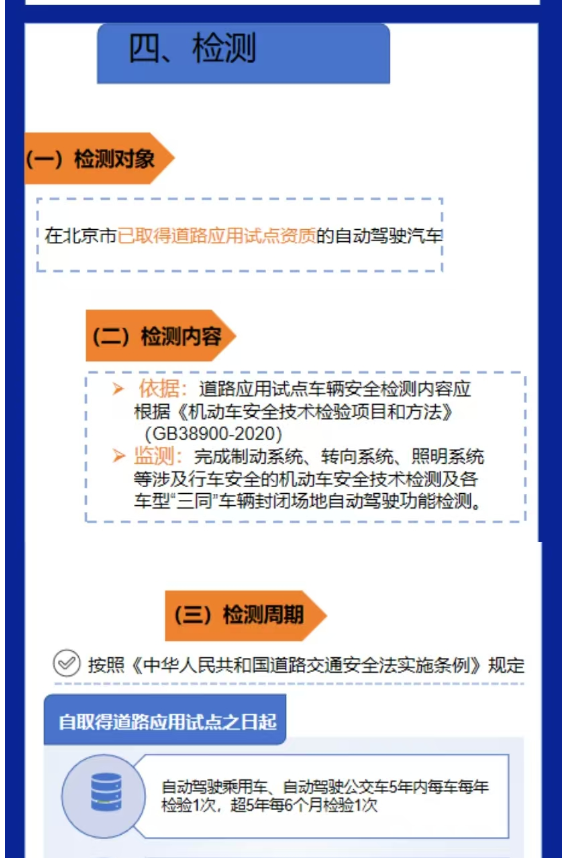 四、检测
(一) 检测对象
在北京市已取得道路应用试点资质的自动驾驶汽车
(二) 检测内容
依据：道路应用试点车辆安全检测内容应
根据《机动车安全技术检验项目和方法》
（GB38900-2020）
监测：完成制动系统、转向系统、照明系统
等涉及行车安全的机动车安全技术检测及各
车型“三同”车辆封闭场地自动驾驶功能检测。
(三) 检测周期
按照《中华人民共和国道路交通安全法实施条例》规定
自取得道路应用试点之日起
自动驾驶乘用车、自动驾驶公交车5年内每车每年
检验1次，超5年每6个月检验1次